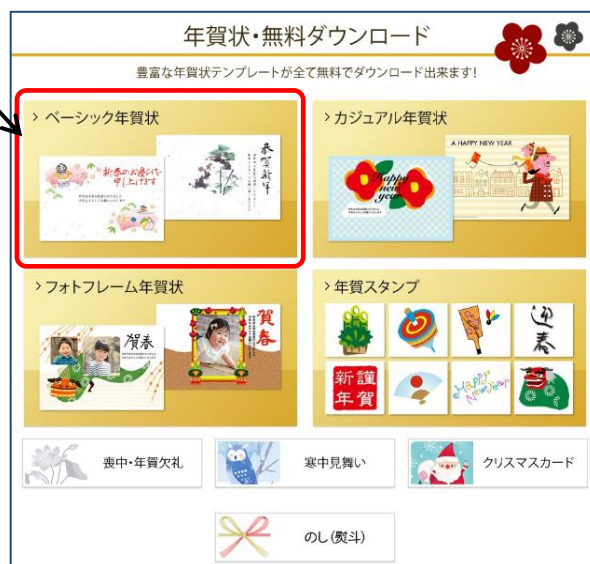 年賀状・無料ダウンロード
豊富な年賀状テンプレートが全て無料でダウンロード出来ます!
> ベーシック年賀状
> カジュアル年賀状
新春のお慶びを
申し上げます
恭賀新年
A HAPPY NEW YEAR
Happy
new
year
> フォトフレーム年賀状
> 年賀スタンプ
賀春
賀春
迎春
謹賀
新年
Happy
New Year
喪中・年賀欠礼
寒中見舞い
クリスマスカード
のし(熨斗)